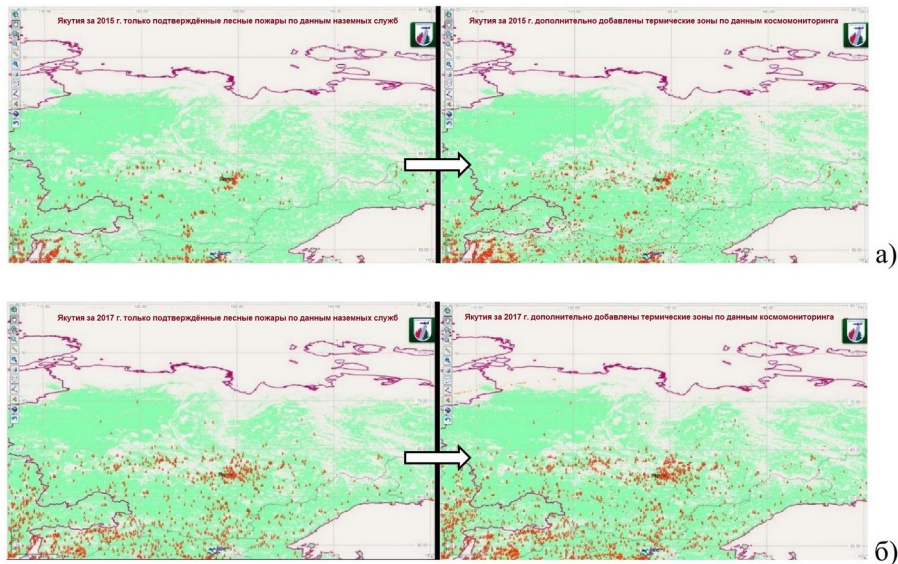 Якутия за 2015 г. только подтверждённые лесные пожары по данным наземных служб
Якутия за 2015 г. дополнительно добавлены термические зоны по данным космомониторинга
а)
Якутия за 2017 г. только подтверждённые лесные пожары по данным наземных служб
Якутия за 2017 г. дополнительно добавлены термические зоны по данным космомониторинга
б)